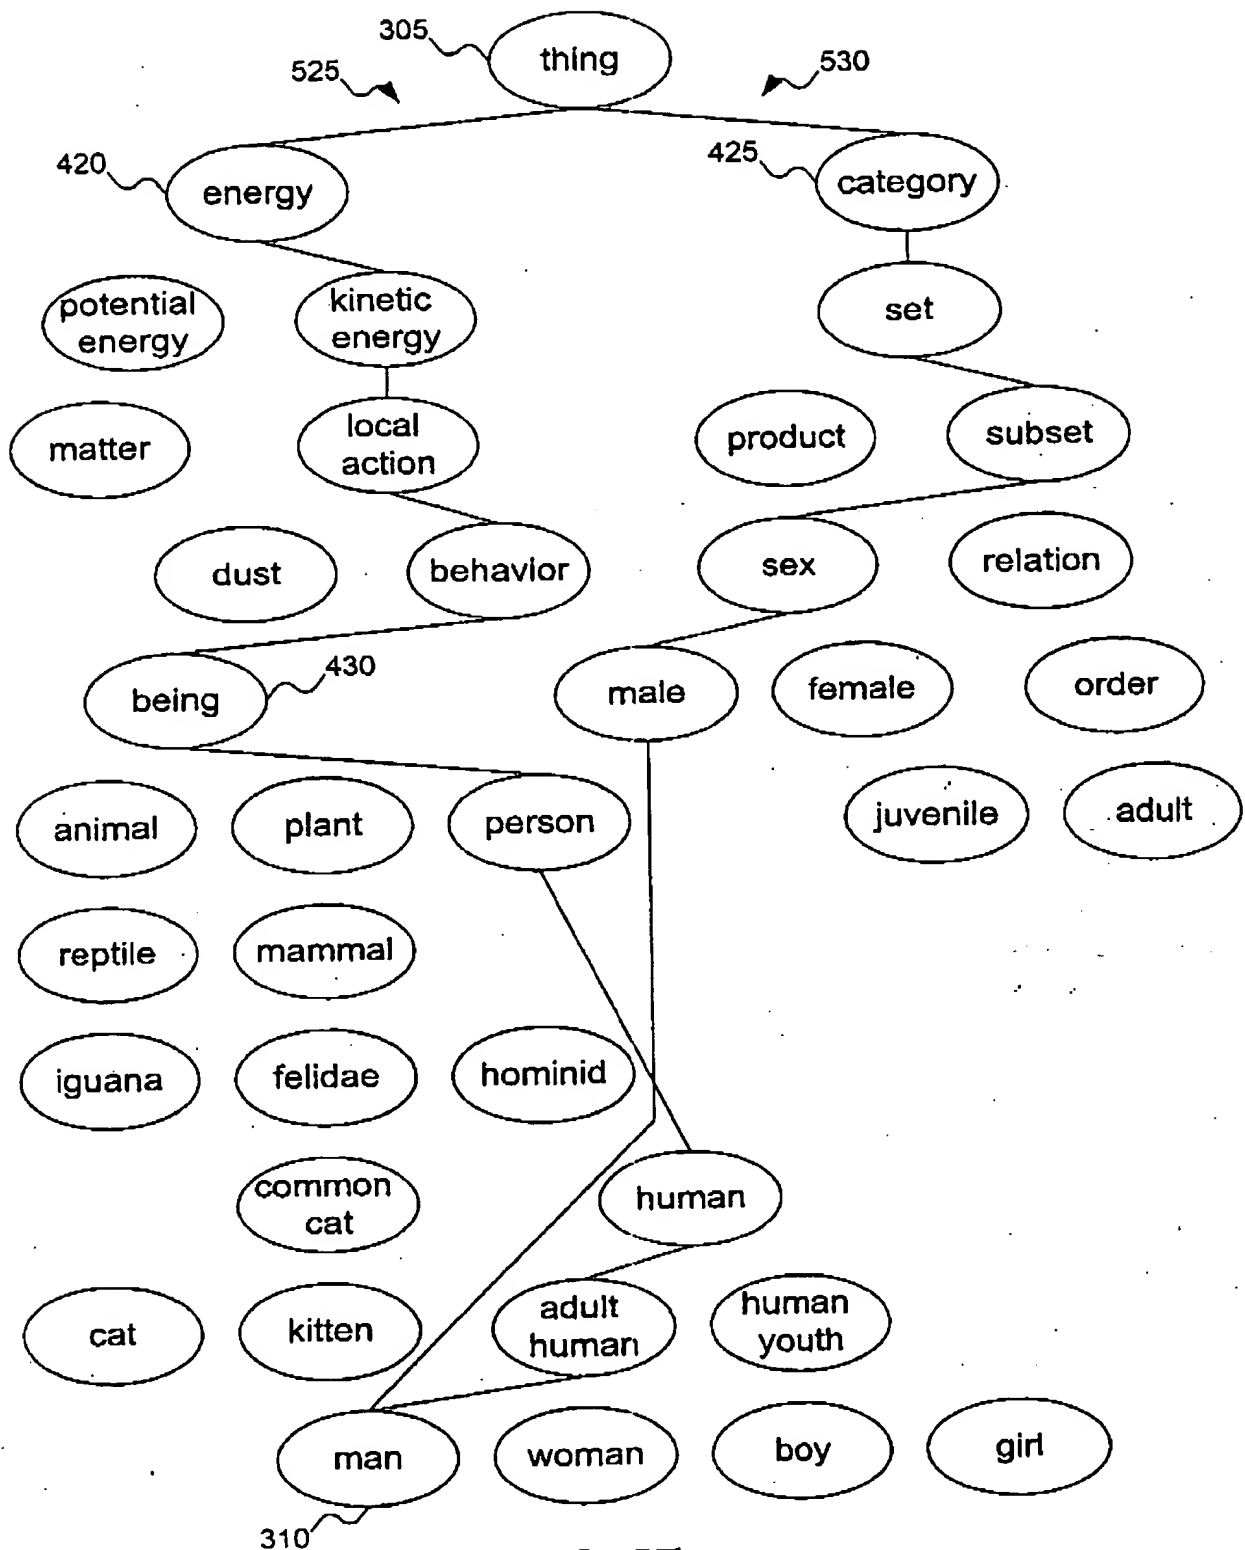 305
thing
525
530
420
energy
425
category
potential
energy
kinetic
energy
set
matter
local
action
product
subset
dust
behavior
sex
relation
being
430
male
female
order
animal
plant
person
juvenile
adult
reptile
mammal
iguana
felidae
hominid
common
cat
human
cat
kitten
adult
human
human
youth
man
woman
boy
girl
310